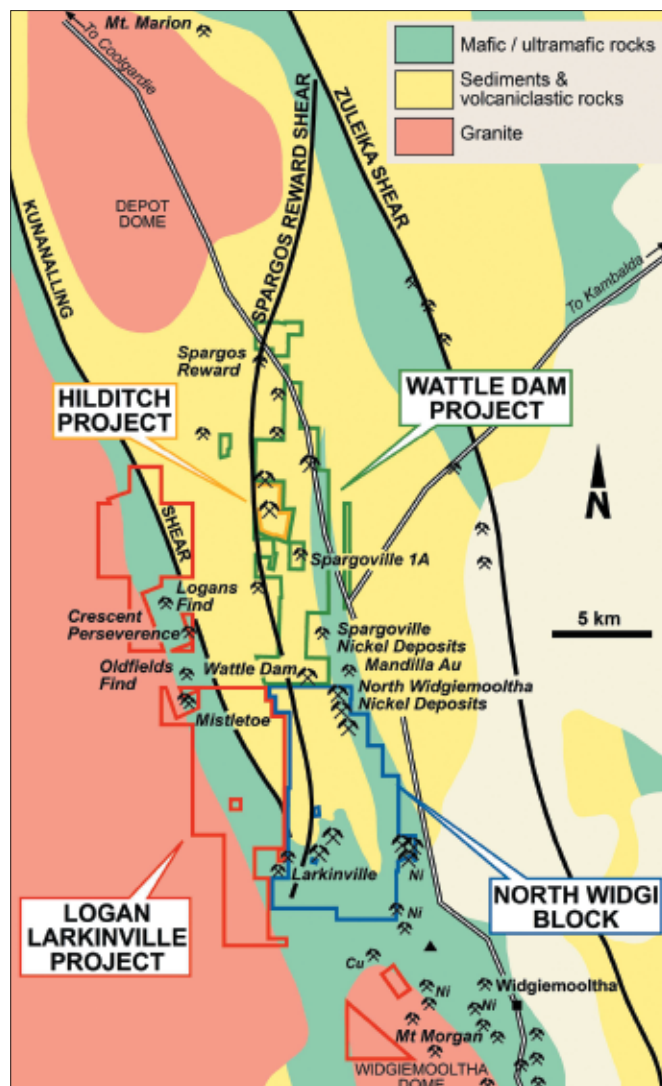 Mt. Marion
To Coolgardie
Mafic / ultramafic rocks
Sediments &
volcaniclastic rocks
Granite
ZULEIKA SHEAR
SPARGOS REWARD SHEAR
DEPOT
DOME
KUNANALLING
SHEAR
To Kambalda
Spargos
Reward
HILDITCH
PROJECT
WATTLE DAM
PROJECT
N
5 km
Spargoville 1A
Logans
Find
Crescent
Perseverence
Spargoville
Nickel Deposits
Mandilla Au
Oldfields
Find
Wattle Dam
North Widgiemooltha
Nickel Deposits
Mistletoe
Larkinville
Ni
NORTH WIDGI
BLOCK
LOGAN
LARKINVILLE
PROJECT
Ni
Cu
Ni
Ni
Widgiemooltha
Mt Morgan
WIDGIEMOOLTHA
DOME